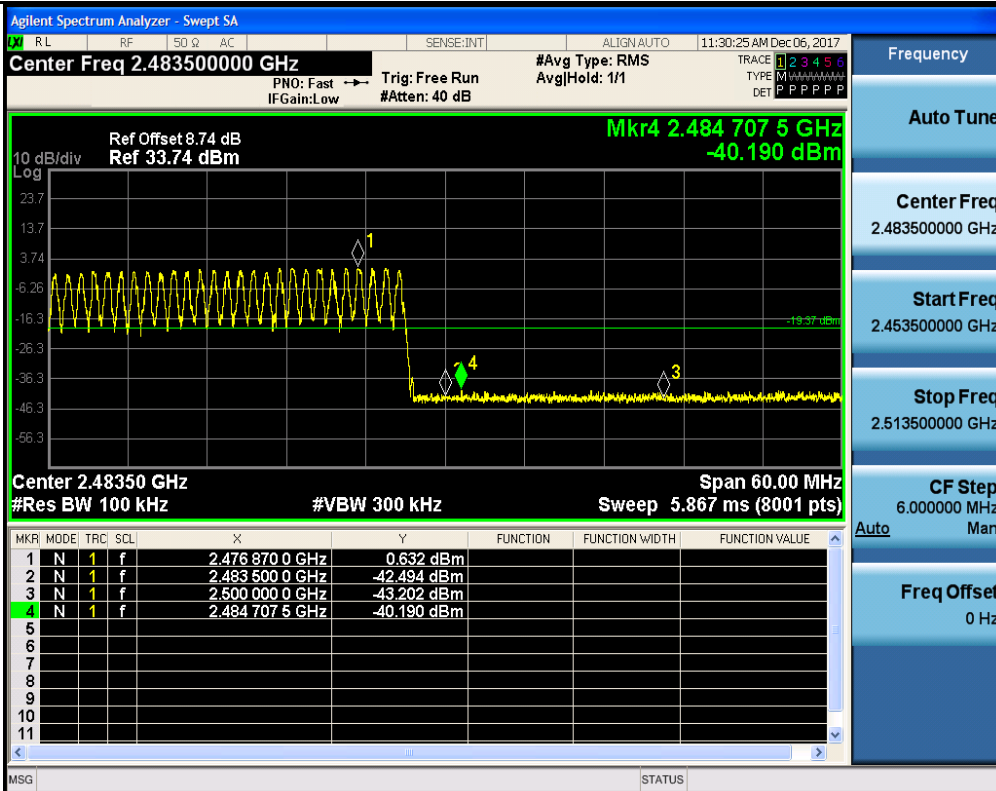 Agilent Spectrum Analyzer - Swept SA
LXI RL RF 50 Ω AC SENSE:INT ALIGN AUTO 11:30:25 AM Dec 06, 2017
Center Freq 2.483500000 GHz
PNO: Fast
IFGain:Low
Trig: Free Run
#Atten: 40 dB
#Avg Type: RMS
Avg|Hold: 1/1
TRACE 1 2 3 4 5 6
TYPE M
DET P P P P P P
Ref Offset 8.74 dB
10 dB/div Ref 33.74 dBm
Log
Mkr4 2.484 707 5 GHz
-40.190 dBm
23.7
13.7
3.74
-6.26
-16.3
-26.3
-36.3
-46.3
-56.3
1
4
3
-19.37 dBm
Center 2.48350 GHz Span 60.00 MHz
#Res BW 100 kHz #VBW 300 kHz Sweep 5.867 ms (8001 pts)
MKR MODE TRC SCL X Y FUNCTION FUNCTION WIDTH FUNCTION VALUE
1 N 1 f 2.476 870 0 GHz 0.632 dBm
2 N 1 f 2.483 500 0 GHz -42.494 dBm
3 N 1 f 2.500 000 0 GHz -43.202 dBm
4 N 1 f 2.484 707 5 GHz -40.190 dBm
5
6
7
8
9
10
11
MSG STATUS
Frequency
Auto Tune
Center Freq
2.483500000 GHz
Start Freq
2.453500000 GHz
Stop Freq
2.513500000 GHz
CF Step
6.000000 MHz
Auto Man
Freq Offset
0 Hz